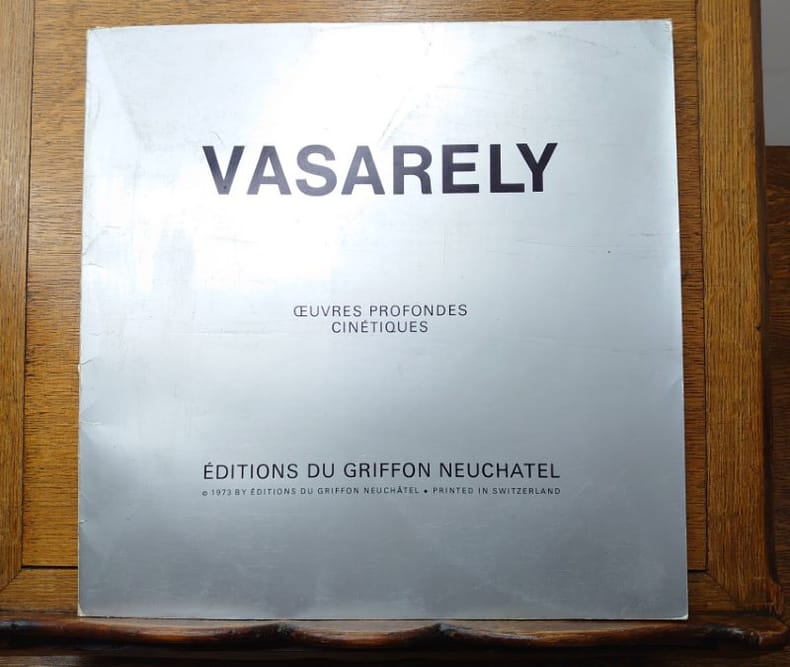 VASARELY
ŒUVRES PROFONDES
CINÉTIQUES
ÉDITIONS DU GRIFFON NEUCHATEL
© 1973 BY ÉDITIONS DU GRIFFON NEUCHÂTEL • PRINTED IN SWITZERLAND